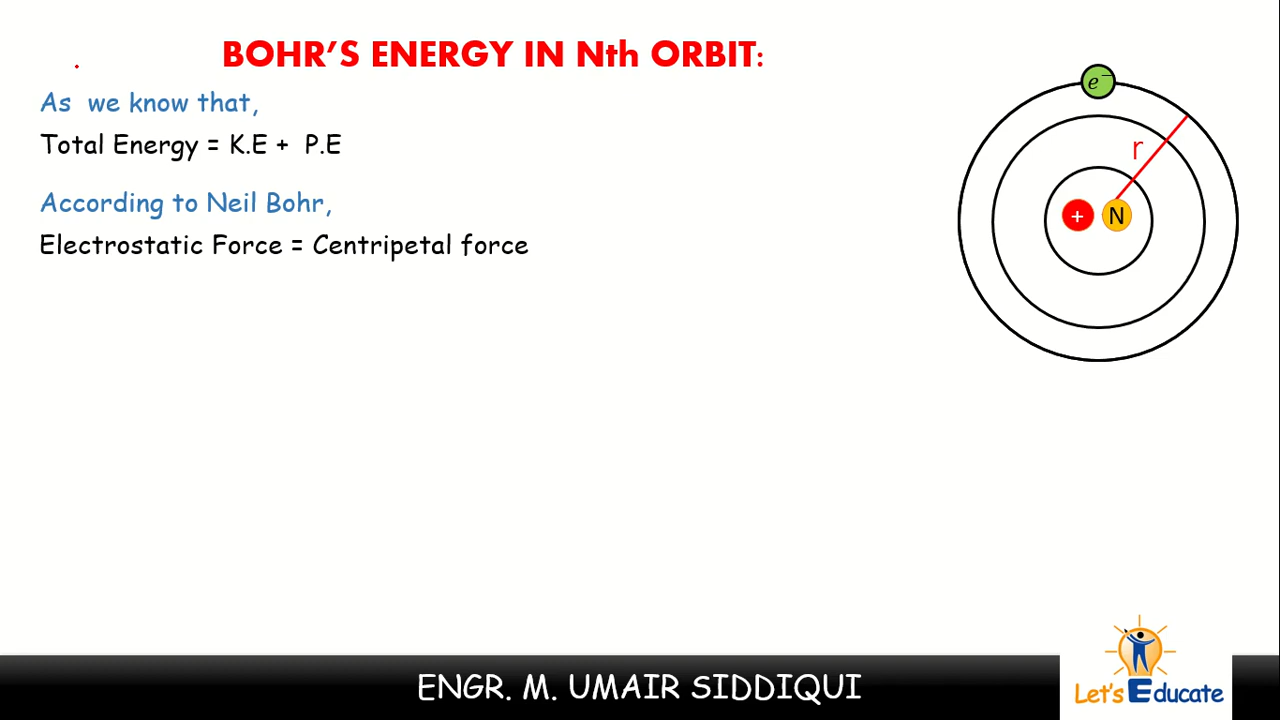 BOHR’S ENERGY IN Nth ORBIT:
As we know that,
Total Energy = K.E + P.E
According to Neil Bohr,
Electrostatic Force = Centripetal force
e⁻
r
+ N
ENGR. M. UMAIR SIDDIQUI
Let's Educate